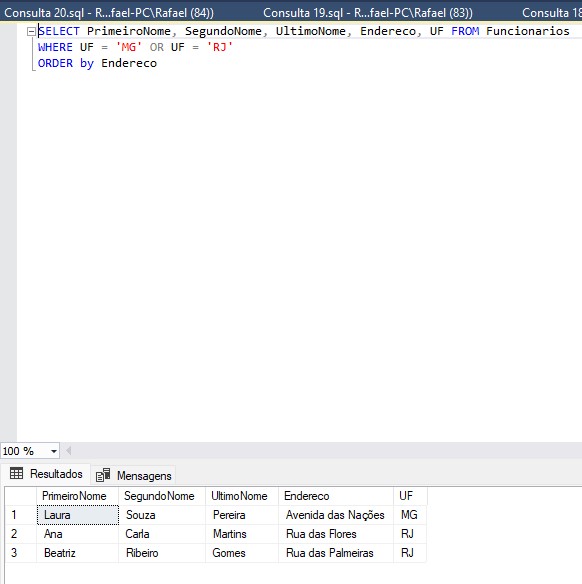 Consulta 20.sql - R...fael-PC\Rafael (84)) Consulta 19.sql - R...fael-PC\Rafael (83)) Consulta 18
SELECT PrimeiroNome, SegundoNome, UltimoNome, Endereco, UF FROM Funcionarios
WHERE UF = 'MG' OR UF = 'RJ'
ORDER by Endereco
100 %
Resultados Mensagens
PrimeiroNome SegundoNome UltimoNome Endereco UF
1 Laura Souza Pereira Avenida das Nações MG
2 Ana Carla Martins Rua das Flores RJ
3 Beatriz Ribeiro Gomes Rua das Palmeiras RJ